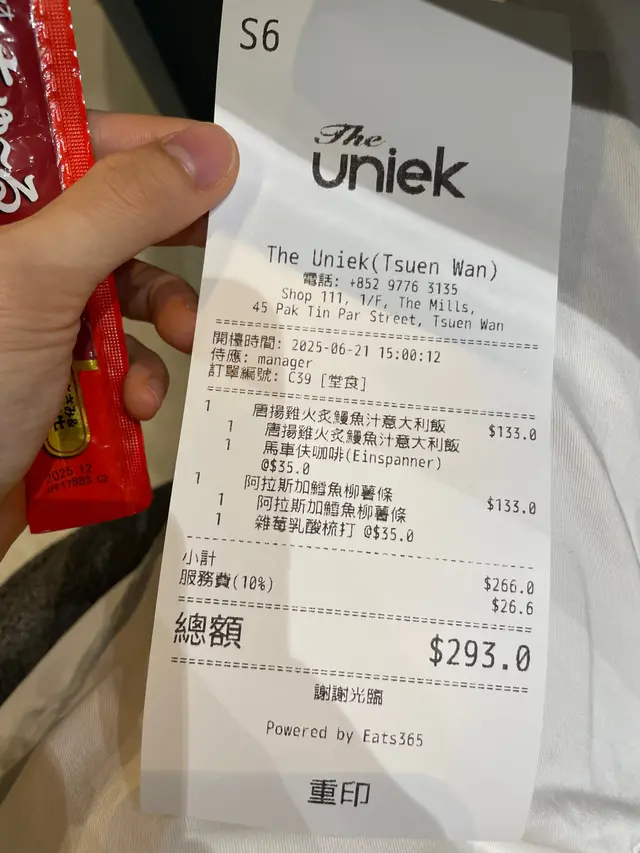 S6
The
uniek
The Uniek(Tsuen Wan)
電話: +852 9776 3135
Shop 111, 1/F, The Mills,
45 Pak Tin Par Street, Tsuen Wan
開檯時間: 2025-06-21 15:00:12
侍應: manager
訂單編號: C39 [堂食]
1 唐揚雞火炙鰻魚汁意大利飯 $133.0
1 唐揚雞火炙鰻魚汁意大利飯
1 馬車伕咖啡(Einspanner)
@$35.0
1 阿拉斯加鱈魚柳薯條 $133.0
1 阿拉斯加鱈魚柳薯條
1 雜莓乳酸梳打 @$35.0
小計 $266.0
服務費(10%) $26.6
總額 $293.0
謝謝光臨
Powered by Eats365
重印
ゅ〜る
2025.12